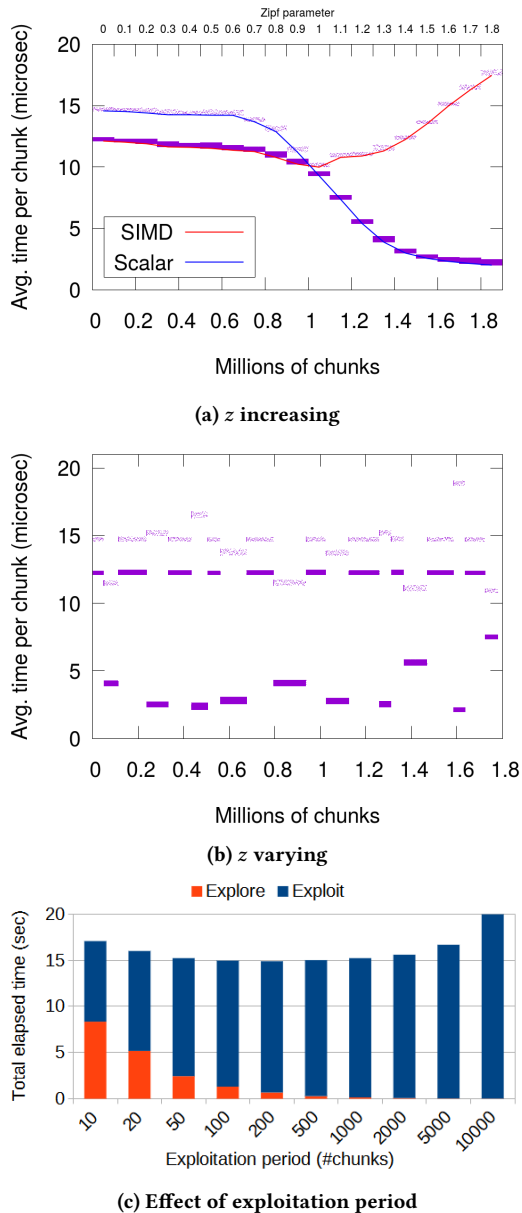 Zipf parameter
0 0 0.1 0.2 0.3 0.4 0.5 0.6 0.7 0.8 0.9 1 1.1 1.2 1.3 1.4 1.5 1.6 1.7 1.8
20
15
10
5
0
Avg. time per chunk (microsec)
SIMD
Scalar
0 0.2 0.4 0.6 0.8 1 1.2 1.4 1.6 1.8
Millions of chunks
(a) z increasing
20
15
10
5
0
Avg. time per chunk (microsec)
0 0.2 0.4 0.6 0.8 1 1.2 1.4 1.6 1.8
Millions of chunks
(b) z varying
Explore Exploit
20
15
10
5
0
Total elapsed time (sec)
10 20 50 100 200 500 1000 2000 5000 10000
Exploitation period (#chunks)
(c) Effect of exploitation period